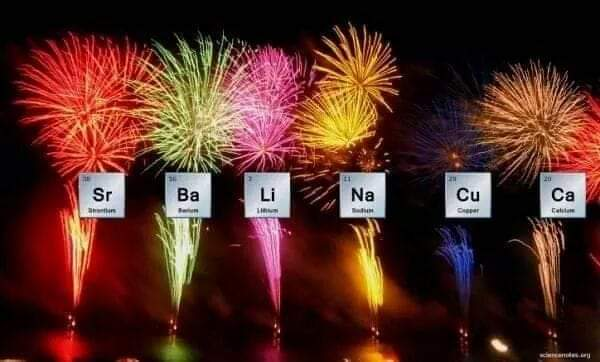 38
Sr
Strontium
56
Ba
Barium
3
Li
Lithium
11
Na
Sodium
29
Cu
Copper
20
Ca
Calcium
sciencenotes.org